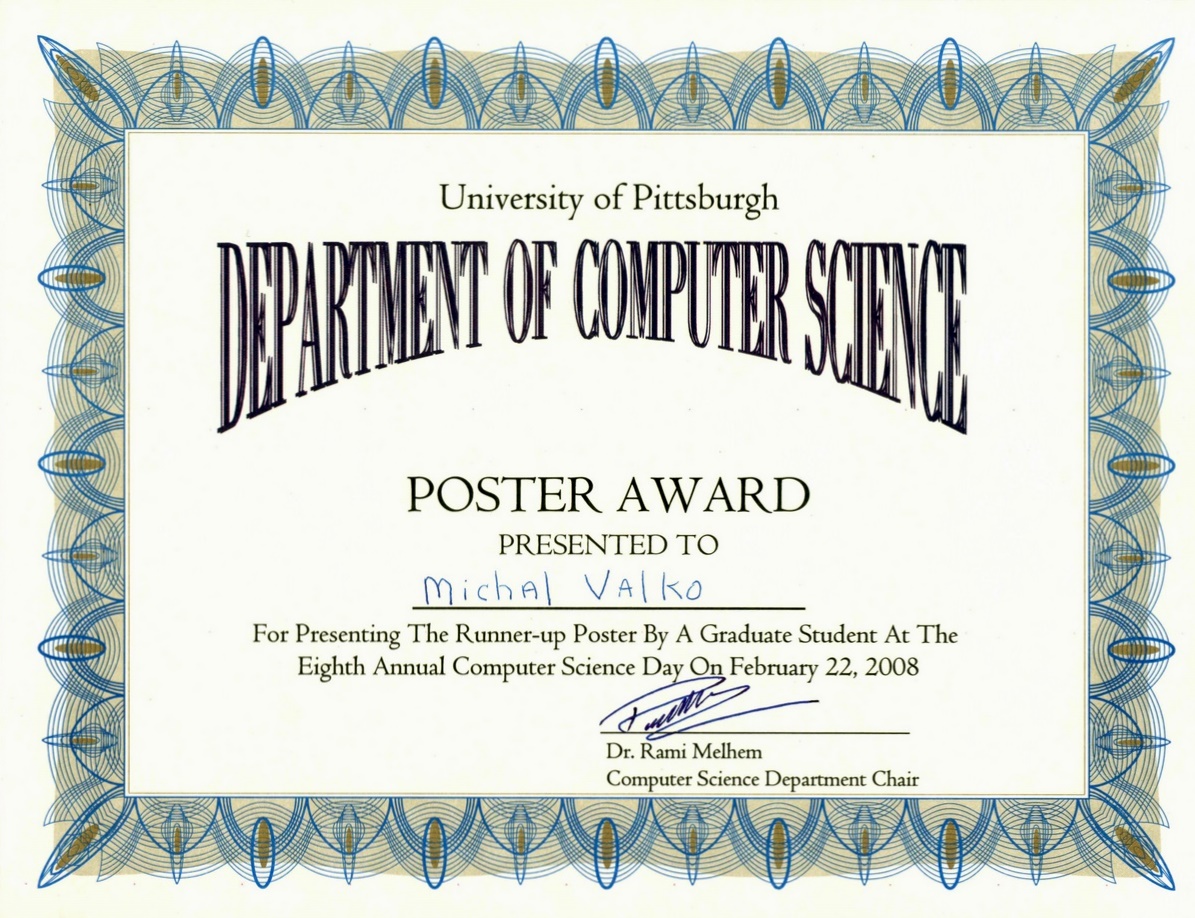 University of Pittsburgh
DEPARTMENT OF COMPUTER SCIENCE
POSTER AWARD
PRESENTED TO
Michal Valko
For Presenting The Runner-up Poster By A Graduate Student At The
Eighth Annual Computer Science Day On February 22, 2008
Dr. Rami Melhem
Computer Science Department Chair